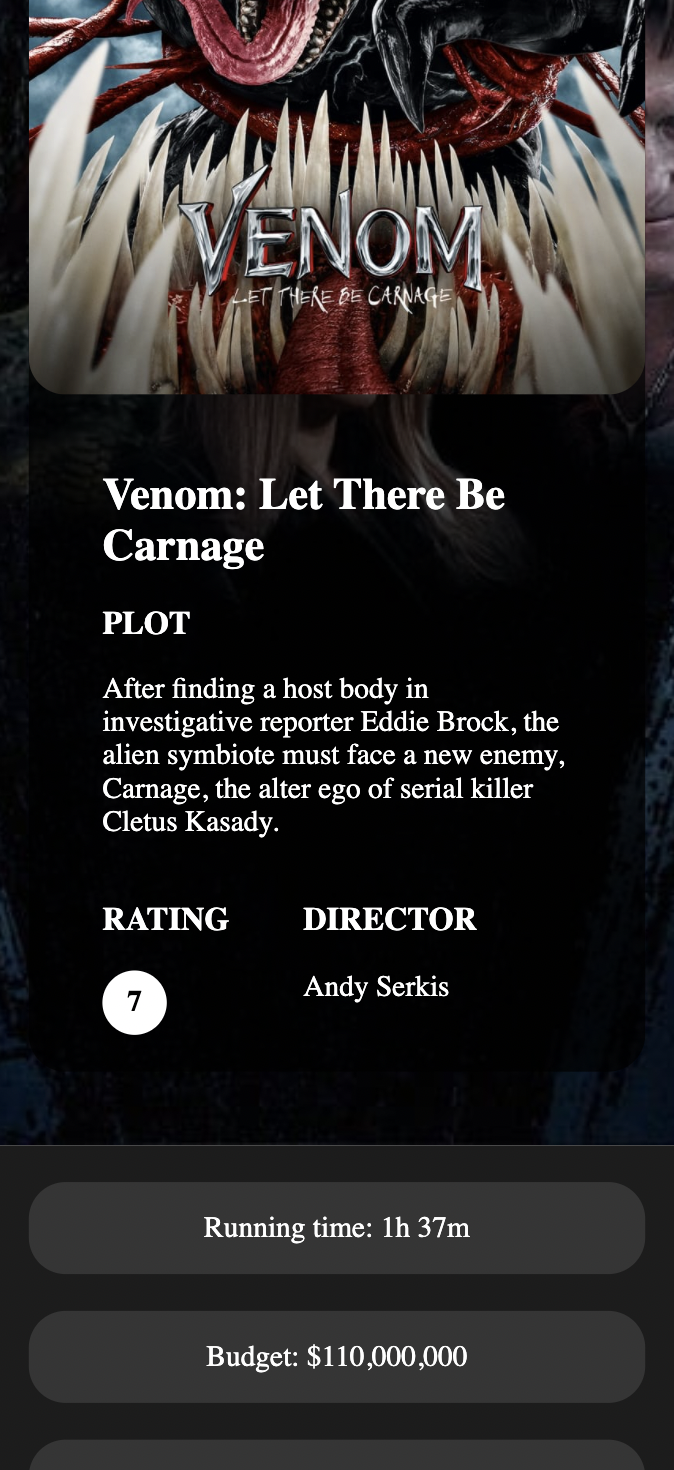 VENOM
LET THERE BE CARNAGE
Venom: Let There Be
Carnage
PLOT
After finding a host body in
investigative reporter Eddie Brock, the
alien symbiote must face a new enemy,
Carnage, the alter ego of serial killer
Cletus Kasady.
RATING DIRECTOR
7 Andy Serkis
Running time: 1h 37m
Budget: $110,000,000